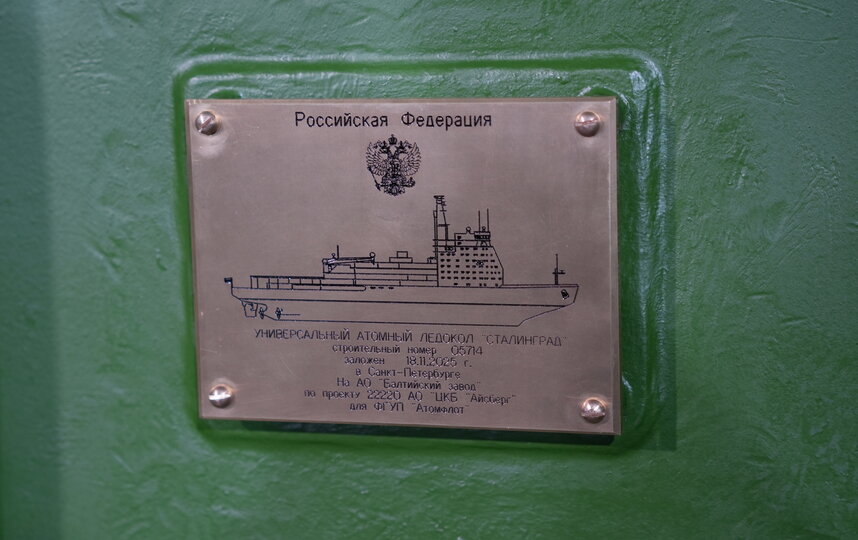 Российская Федерация
УНИВЕРСАЛЬНЫЙ АТОМНЫЙ ЛЕДОКОЛ "СТАЛИНГРАД"
строительный номер 05714
заложен 18.11.2025 г.
в Санкт-Петербурге
На АО "Балтийский завод"
по проекту 22220 АО "ЦКБ "Айсберг"
для ФГУП "Атомфлот"